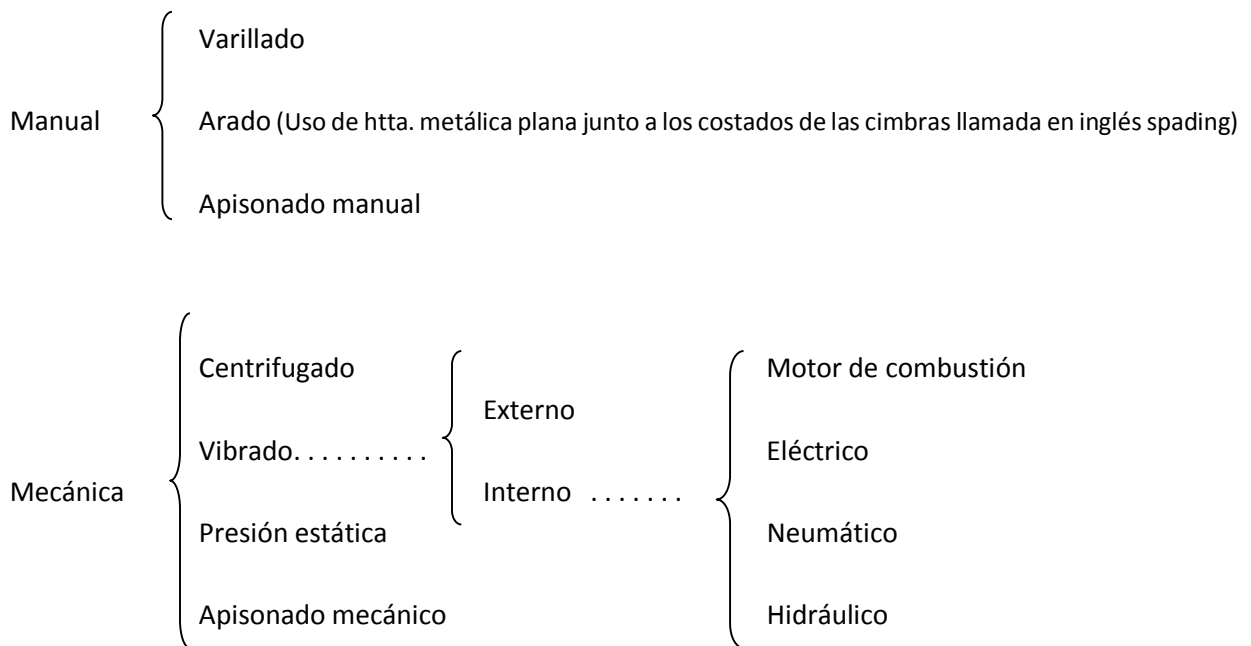 Varillado
Manual
Arado (Uso de htta. metálica plana junto a los costados de las cimbras llamada en inglés spading)
Apisonado manual
Centrifugado
Motor de combustión
Externo
Vibrado. . . . . . . . . .
Eléctrico
Mecánica
Interno . . . . . . .
Presión estática
Neumático
Apisonado mecánico
Hidráulico